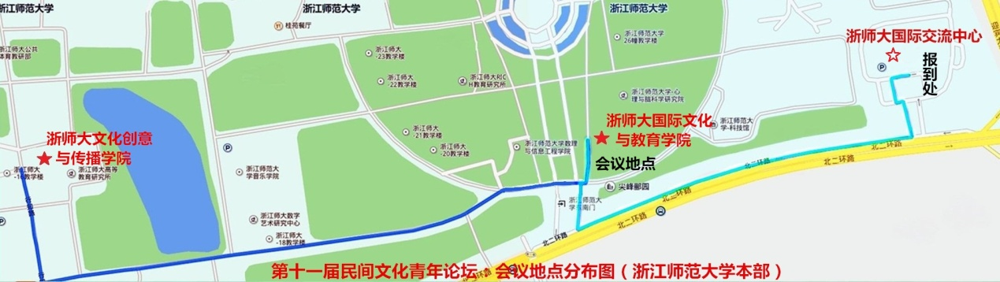 浙江师范大学
浙江师范大学
浙江师范大学
桂苑餐厅
浙江师范大学
26幢教学楼
浙师大国际交流中心
报到处
浙师大公共
体育教研部
浙江师大
-23教学楼
浙江师大
-22教学楼
浙江师大RIC
H教育研究所
浙江师范大学-心
理与脑科学研究院
浙师大国际文化
与教育学院
浙江师范大
学-科技馆
会议地点
浙江师大
-21教学楼
浙江师大
-20教学楼
浙江师范大学数理
与信息工程学院
浙师大文化创意
与传播学院
浙江师大
浙江师大高等
教育研究所
浙江师范大
学音乐学院
尖峰郦园
浙江师范大
浙江师大数字
艺术研究中心
浙江师大
-18教学楼
北二环路
北二环路
北二环路
北二环路
北二环路
北二环路
北二环路
第十一届民间文化青年论坛 会议地点分布图（浙江师范大学本部）